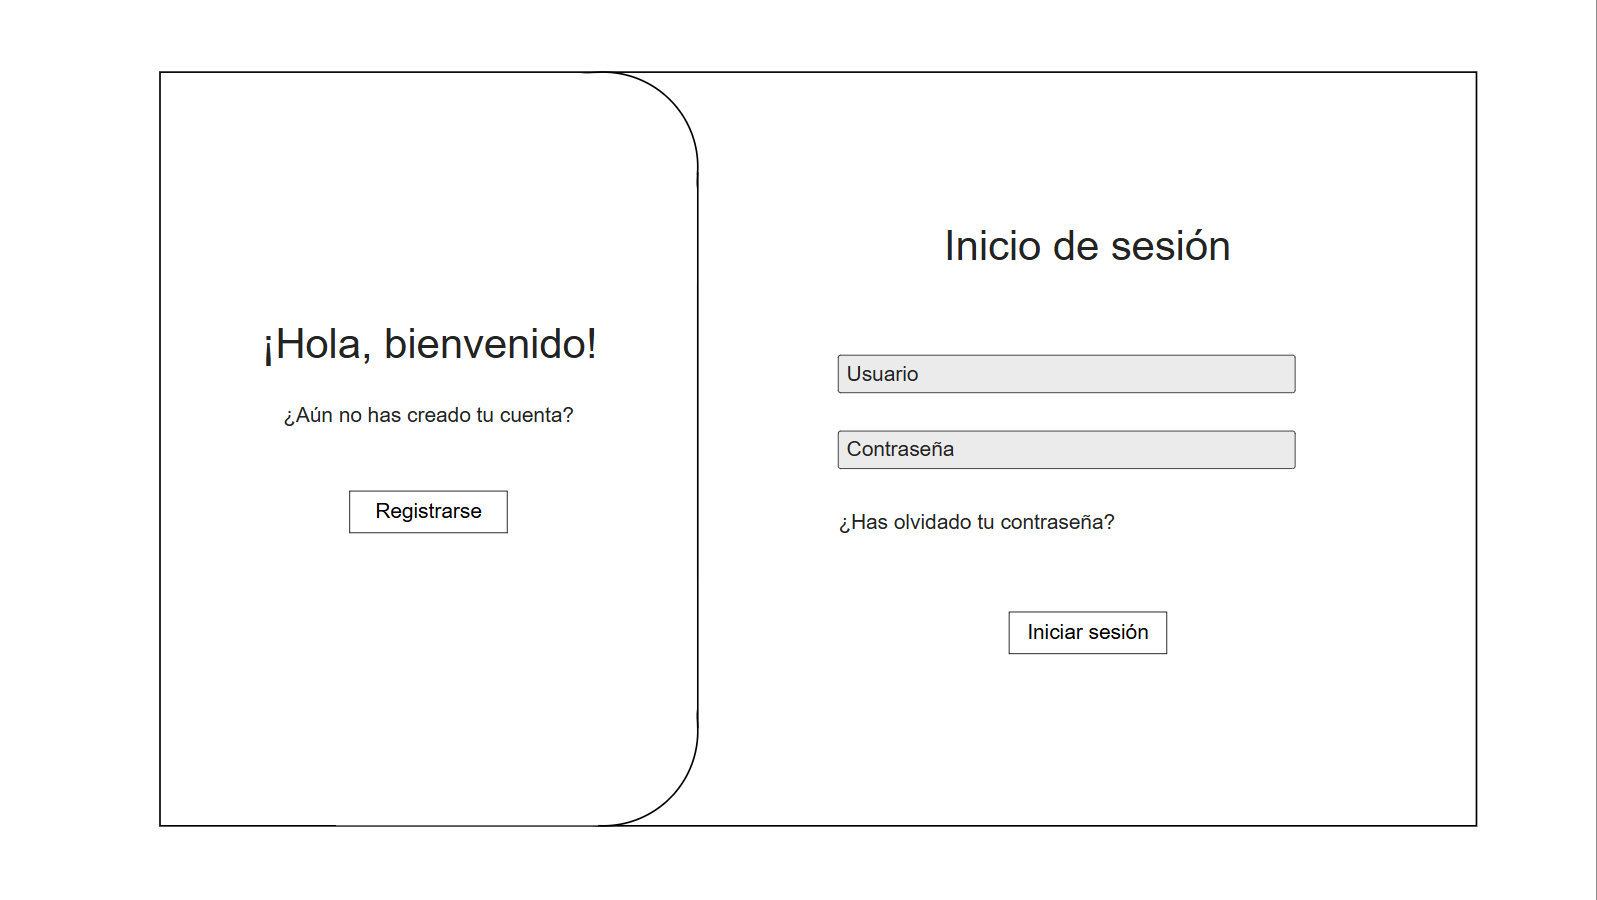 ¡Hola, bienvenido!
¿Aún no has creado tu cuenta?
Registrarse
Inicio de sesión
Usuario
Contraseña
¿Has olvidado tu contraseña?
Iniciar sesión